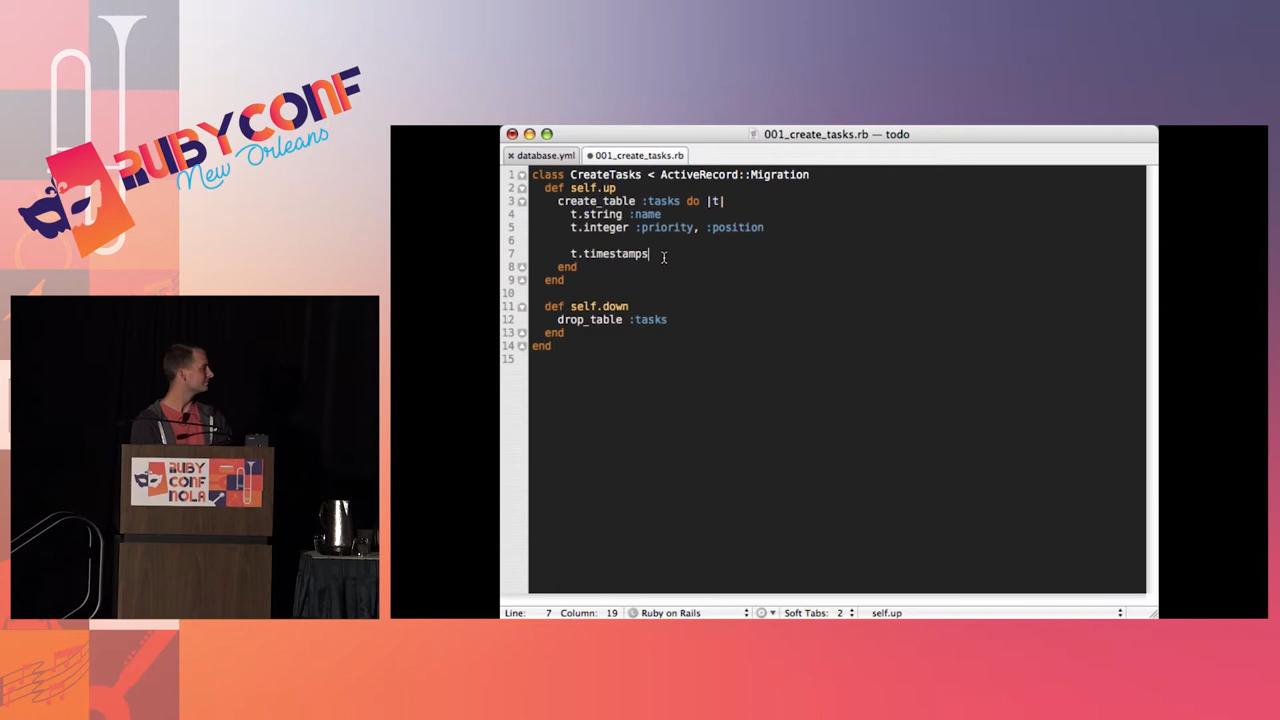 RUBYCONF
New Orleans
RUBY
CONF
NOLA
001_create_tasks.rb — todo
database.yml
001_create_tasks.rb
1 class CreateTasks < ActiveRecord::Migration
2 def self.up
3 create_table :tasks do |t|
4 t.string :name
5 t.integer :priority, :position
6
7 t.timestamps
8 end
9 end
10
11 def self.down
12 drop_table :tasks
13 end
14 end
15
Line: 7 Column: 19 Ruby on Rails Soft Tabs: 2 self.up